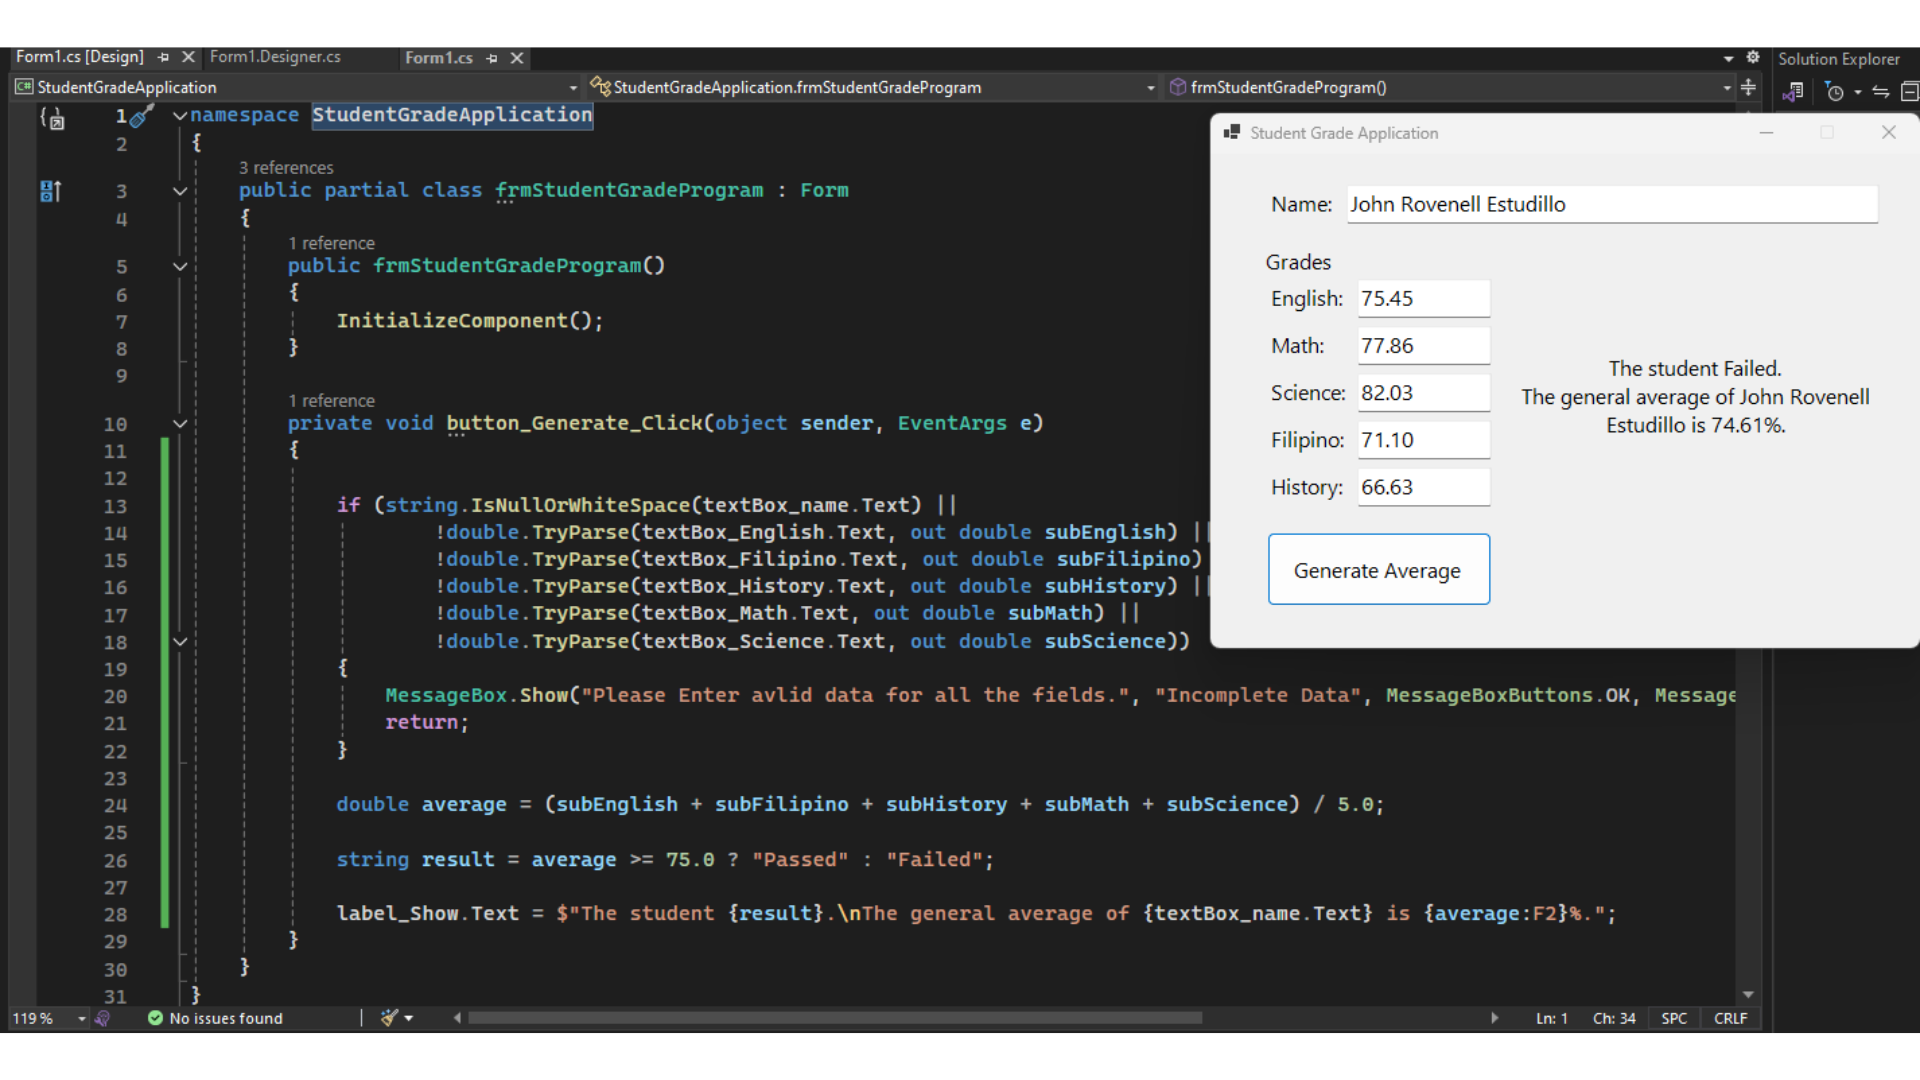 Form1.cs [Design]
Form1.Designer.cs
Form1.cs
Solution Explorer
C# StudentGradeApplication
StudentGradeApplication.frmStudentGradeProgram
frmStudentGradeProgram()
1 namespace StudentGradeApplication
2 {
3 references
3 public partial class frmStudentGradeProgram : Form
4 {
1 reference
5 public frmStudentGradeProgram()
6 {
7 InitializeComponent();
8 }
9
1 reference
10 private void button_Generate_Click(object sender, EventArgs e)
11 {
12
13 if (string.IsNullOrWhiteSpace(textBox_name.Text) ||
14 !double.TryParse(textBox_English.Text, out double subEnglish) ||
15 !double.TryParse(textBox_Filipino.Text, out double subFilipino)
16 !double.TryParse(textBox_History.Text, out double subHistory) ||
17 !double.TryParse(textBox_Math.Text, out double subMath) ||
18 !double.TryParse(textBox_Science.Text, out double subScience))
19 {
20 MessageBox.Show("Please Enter avlid data for all the fields.", "Incomplete Data", MessageBoxButtons.OK, Message
21 return;
22 }
23
24 double average = (subEnglish + subFilipino + subHistory + subMath + subScience) / 5.0;
25
26 string result = average >= 75.0 ? "Passed" : "Failed";
27
28 label_Show.Text = $"The student {result}.\nThe general average of {textBox_name.Text} is {average:F2}%.";
29 }
30 }
31 }
Student Grade Application
Name: John Rovenell Estudillo
Grades
English: 75.45
Math: 77.86
Science: 82.03
Filipino: 71.10
History: 66.63
The student Failed.
The general average of John Rovenell
Estudillo is 74.61%.
Generate Average
119 %
No issues found
Ln: 1
Ch: 34
SPC
CRLF